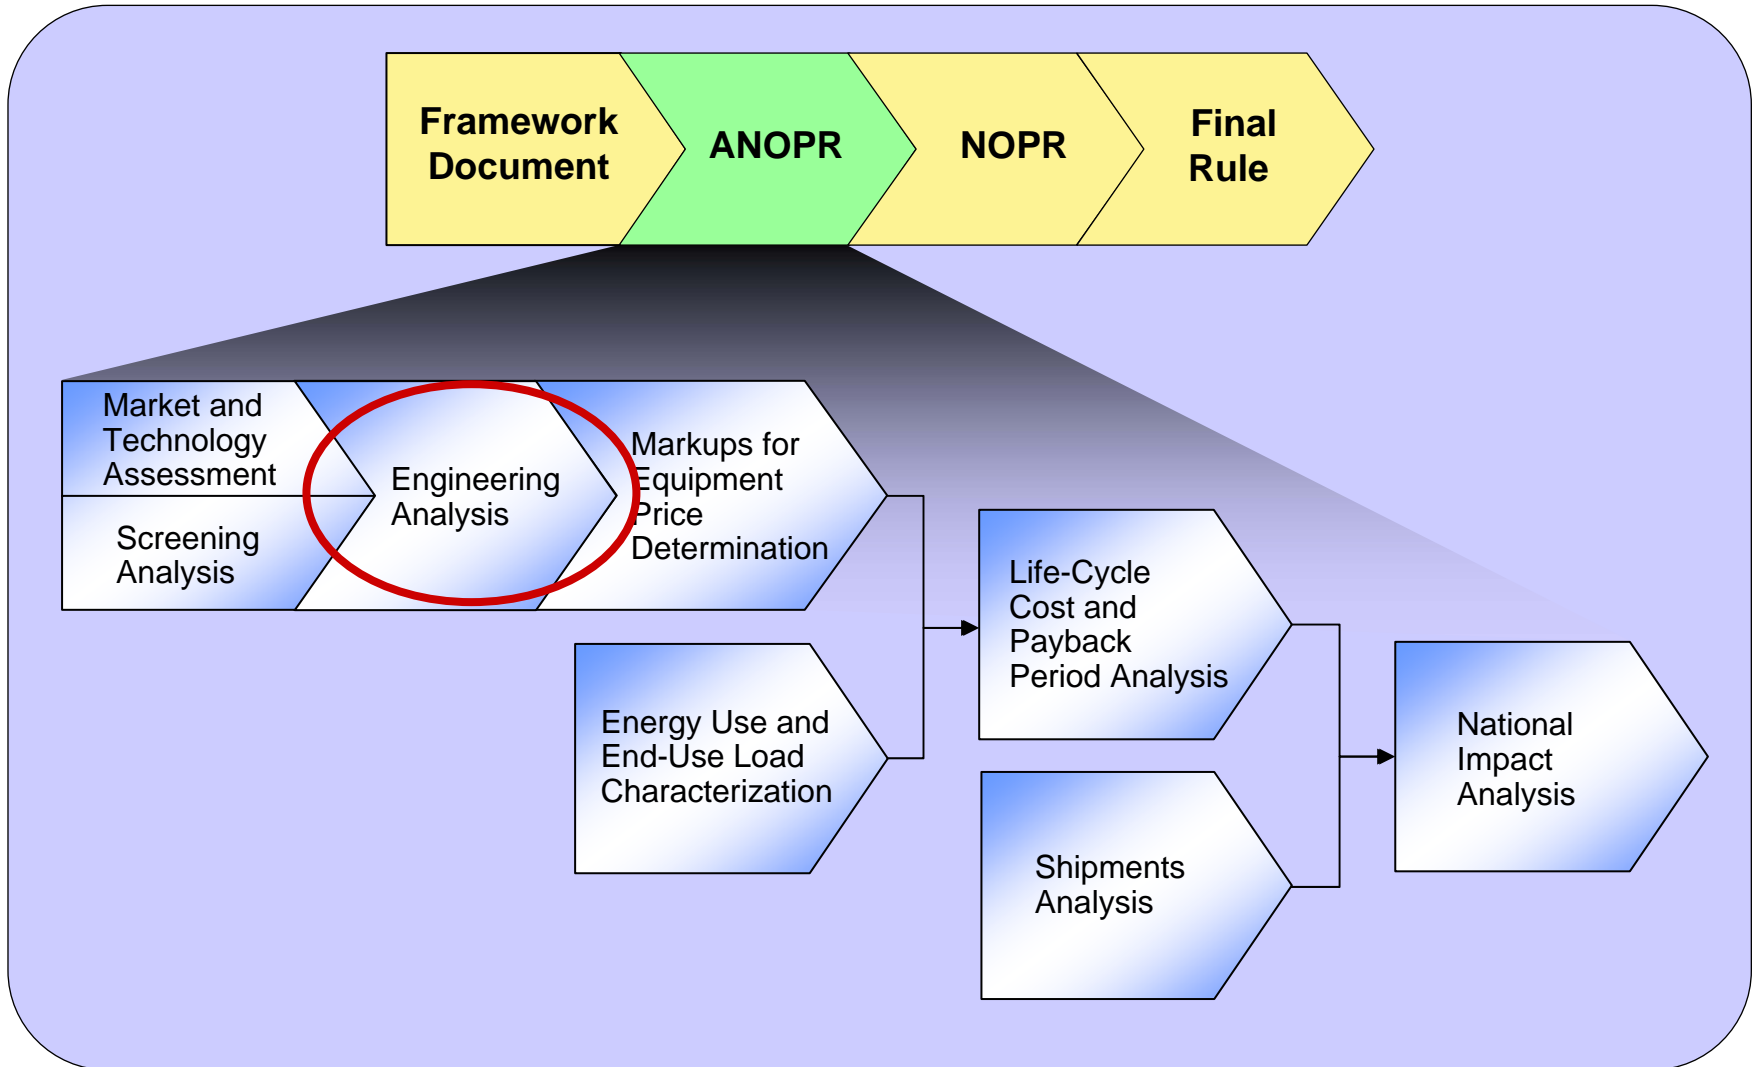 Framework
Document
ANOPR
NOPR
Final
Rule
Market and
Technology
Assessment
Screening
Analysis
Engineering
Analysis
Markups for
Equipment
Price
Determination
Energy Use and
End-Use Load
Characterization
Life-Cycle
Cost and
Payback
Period Analysis
Shipments
Analysis
National
Impact
Analysis